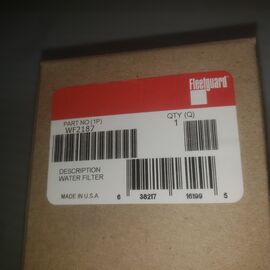 Fleetguard
PART NO (1P)
WF2187
QTY (Q)
1
DESCRIPTION
WATER FILTER
MADE IN U.S.A
6 38217 16199 5